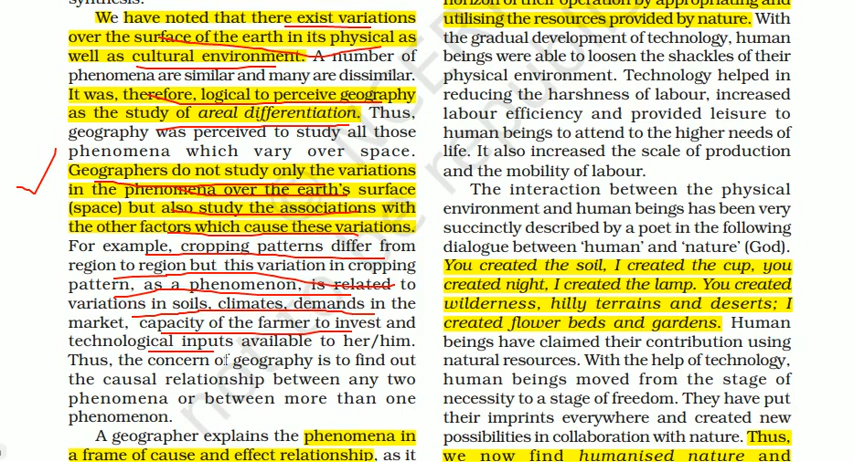 synthesis.
We have noted that there exist variations
over the surface of the earth in its physical as
well as cultural environment. A number of
phenomena are similar and many are dissimilar.
It was, therefore, logical to perceive geography
as the study of areal differentiation. Thus,
geography was perceived to study all those
phenomena which vary over space.
Geographers do not study only the variations
in the phenomena over the earth's surface
(space) but also study the associations with
the other factors which cause these variations.
For example, cropping patterns differ from
region to region but this variation in cropping
pattern, as a phenomenon, is related to
variations in soils, climates, demands in the
market, capacity of the farmer to invest and
technological inputs available to her/him.
Thus, the concern of geography is to find out
the causal relationship between any two
phenomena or between more than one
phenomenon.
A geographer explains the phenomena in
a frame of cause and effect relationship, as it
horizon of their operation by appropriating and
utilising the resources provided by nature. With
the gradual development of technology, human
beings were able to loosen the shackles of their
physical environment. Technology helped in
reducing the harshness of labour, increased
labour efficiency and provided leisure to
human beings to attend to the higher needs of
life. It also increased the scale of production
and the mobility of labour.
The interaction between the physical
environment and human beings has been very
succinctly described by a poet in the following
dialogue between 'human' and 'nature' (God).
You created the soil, I created the cup, you
created night, I created the lamp. You created
wilderness, hilly terrains and deserts; I
created flower beds and gardens. Human
beings have claimed their contribution using
natural resources. With the help of technology,
human beings moved from the stage of
necessity to a stage of freedom. They have put
their imprints everywhere and created new
possibilities in collaboration with nature. Thus,
we now find humanised nature and